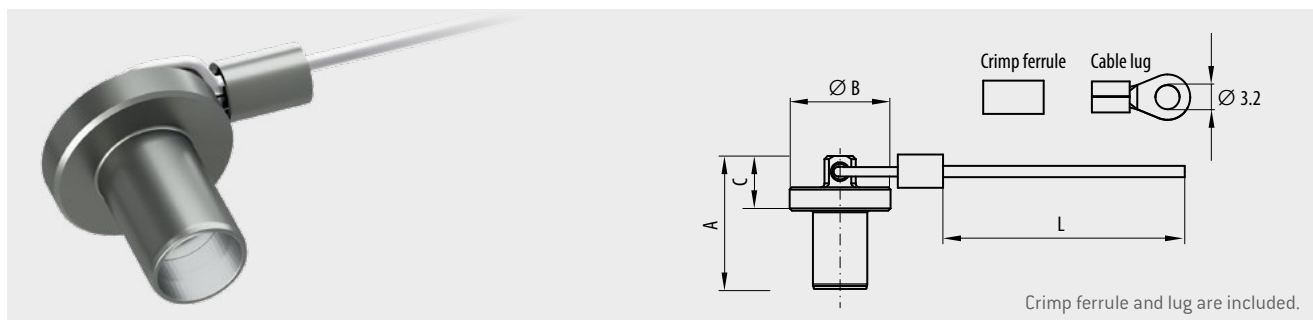 Crimp ferrule
Cable lug
Ø B
Ø 3.2
C
A
L
Crimp ferrule and lug are included.